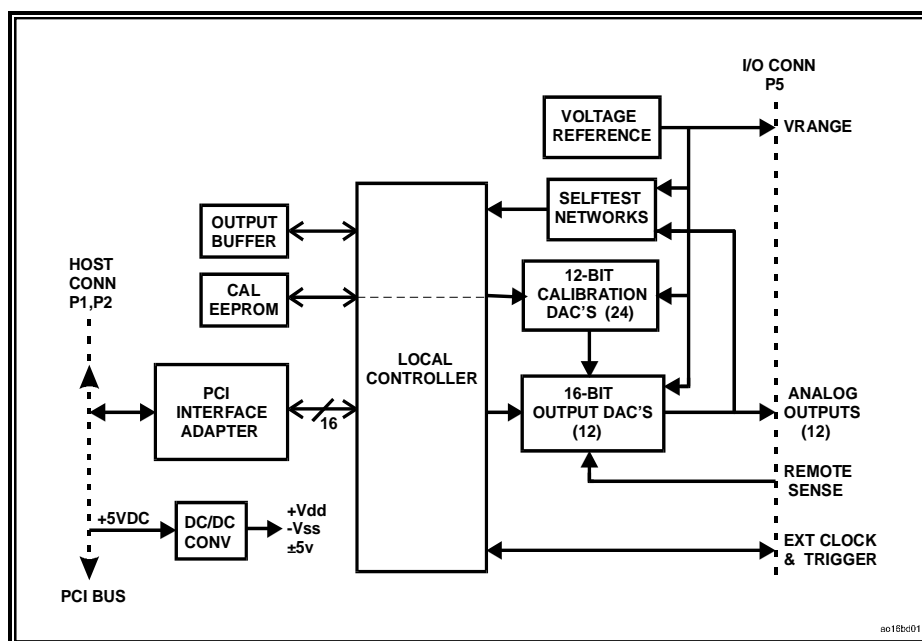 I/O CONN
P5
VOLTAGE
REFERENCE
VRANGE
SELFTEST
NETWORKS
OUTPUT
BUFFER
HOST
CONN
P1,P2
CAL
EEPROM
12-BIT
CALIBRATION
DAC'S (24)
LOCAL
CONTROLLER
PCI
INTERFACE
ADAPTER
16
16-BIT
OUTPUT DAC'S
(12)
ANALOG
OUTPUTS
(12)
REMOTE
SENSE
+5VDC
DC/DC
CONV
+Vdd
-Vss
±5v
EXT CLOCK
& TRIGGER
PCI BUS
ao16bd01